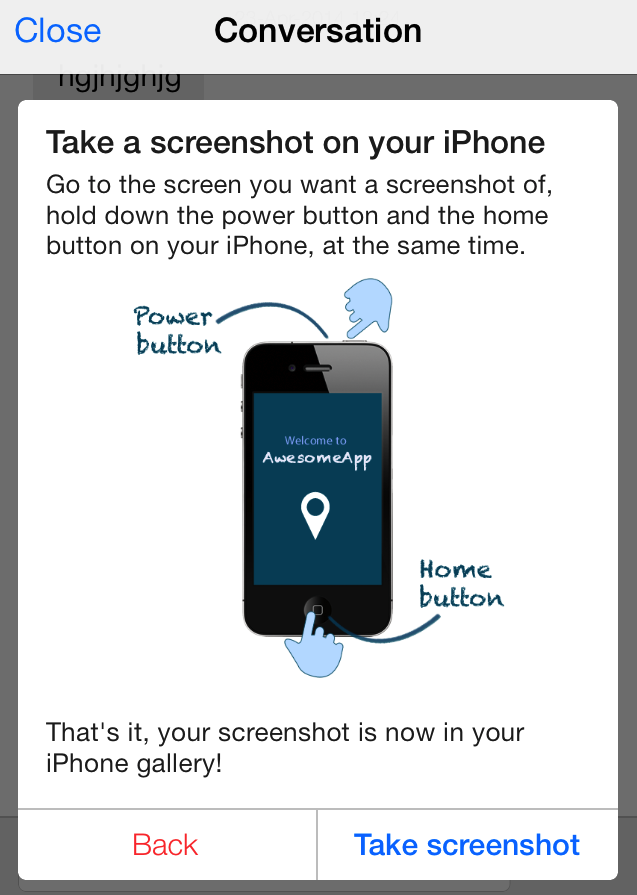 Close Conversation
hgjhjghjg
Take a screenshot on your iPhone
Go to the screen you want a screenshot of,
hold down the power button and the home
button on your iPhone, at the same time.
Power
button
Welcome to
AwesomeApp
Home
button
That's it, your screenshot is now in your
iPhone gallery!
Back Take screenshot